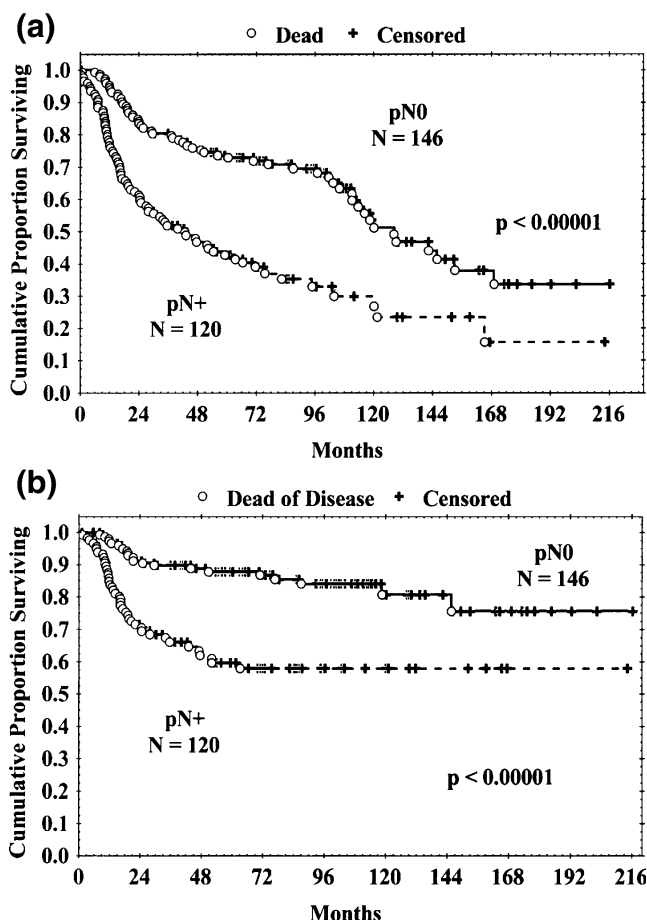 (a)
Dead Censored
Cumulative Proportion Surviving
1.0
0.9
0.8
0.7
0.6
0.5
0.4
0.3
0.2
0.1
0.0
pN0
N = 146
p < 0.00001
pN+
N = 120
0 24 48 72 96 120 144 168 192 216
Months
(b)
Dead of Disease Censored
Cumulative Proportion Surviving
1.0
0.9
0.8
0.7
0.6
0.5
0.4
0.3
0.2
0.1
0.0
pN0
N = 146
pN+
N = 120
p < 0.00001
0 24 48 72 96 120 144 168 192 216
Months